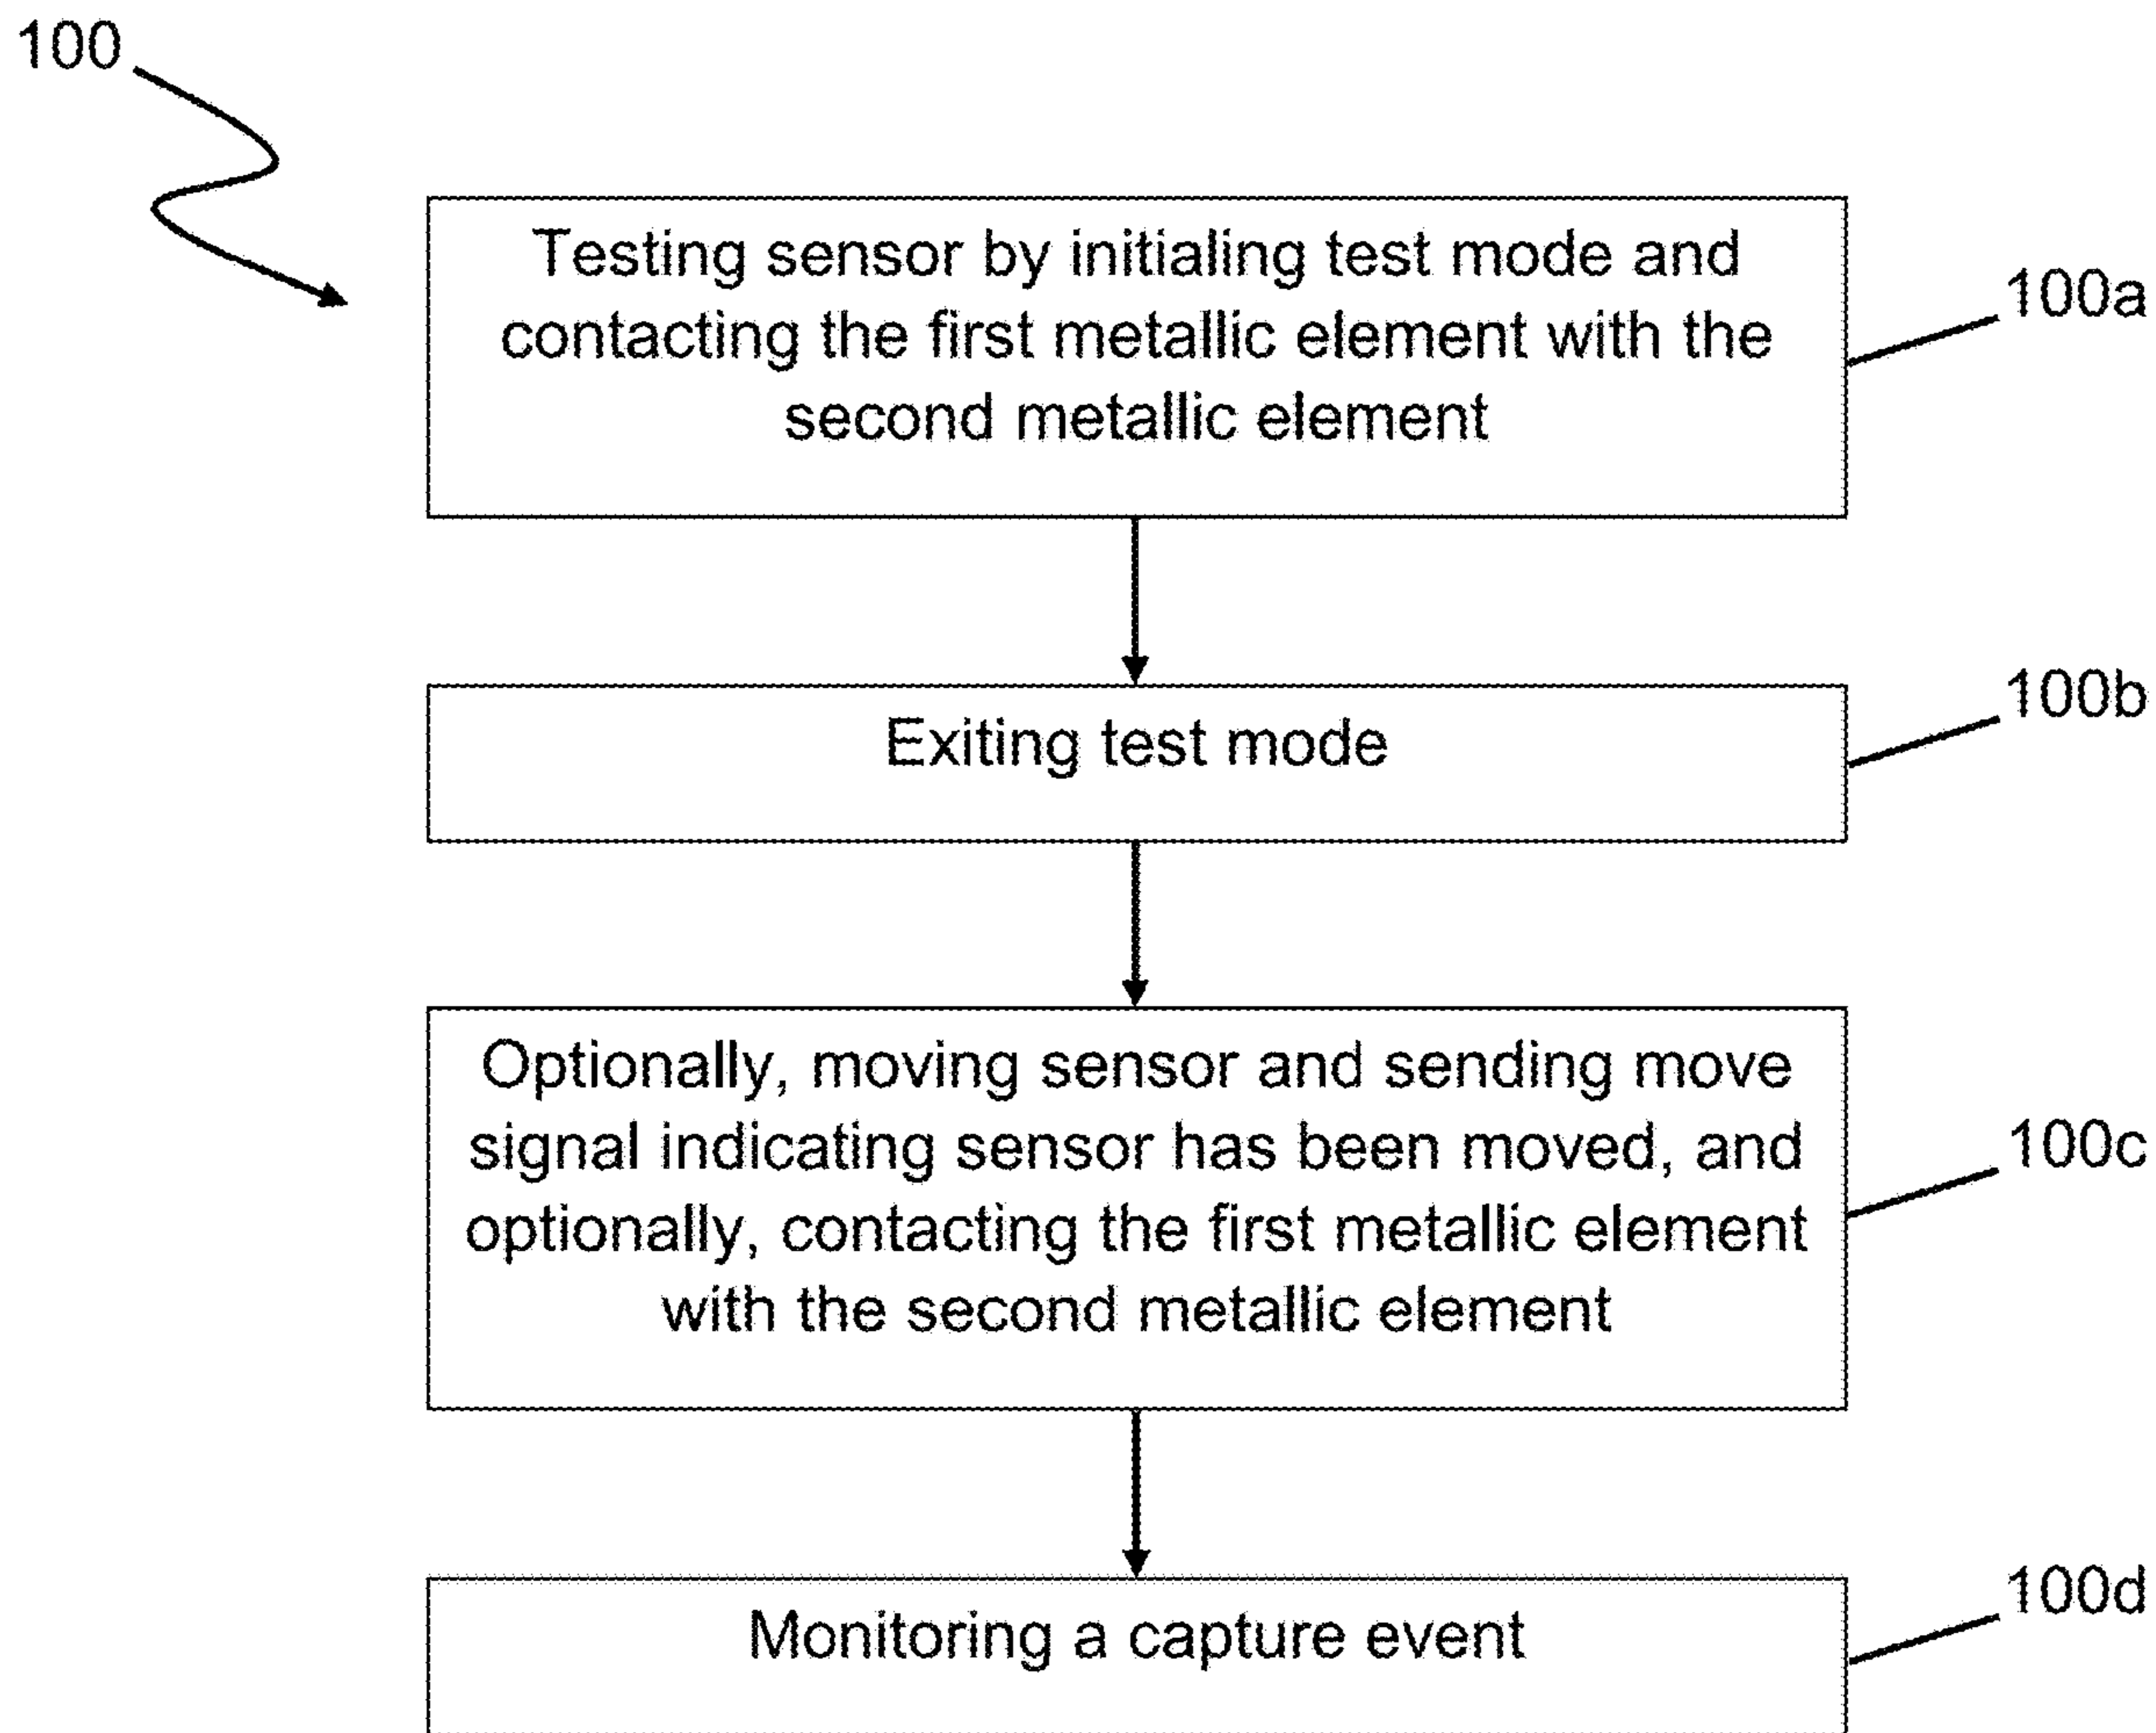 100
Testing sensor by initialing test mode and
contacting the first metallic element with the
second metallic element
100a
Exiting test mode
100b
Optionally, moving sensor and sending move
signal indicating sensor has been moved, and
optionally, contacting the first metallic element
with the second metallic element
100c
Monitoring a capture event
100d